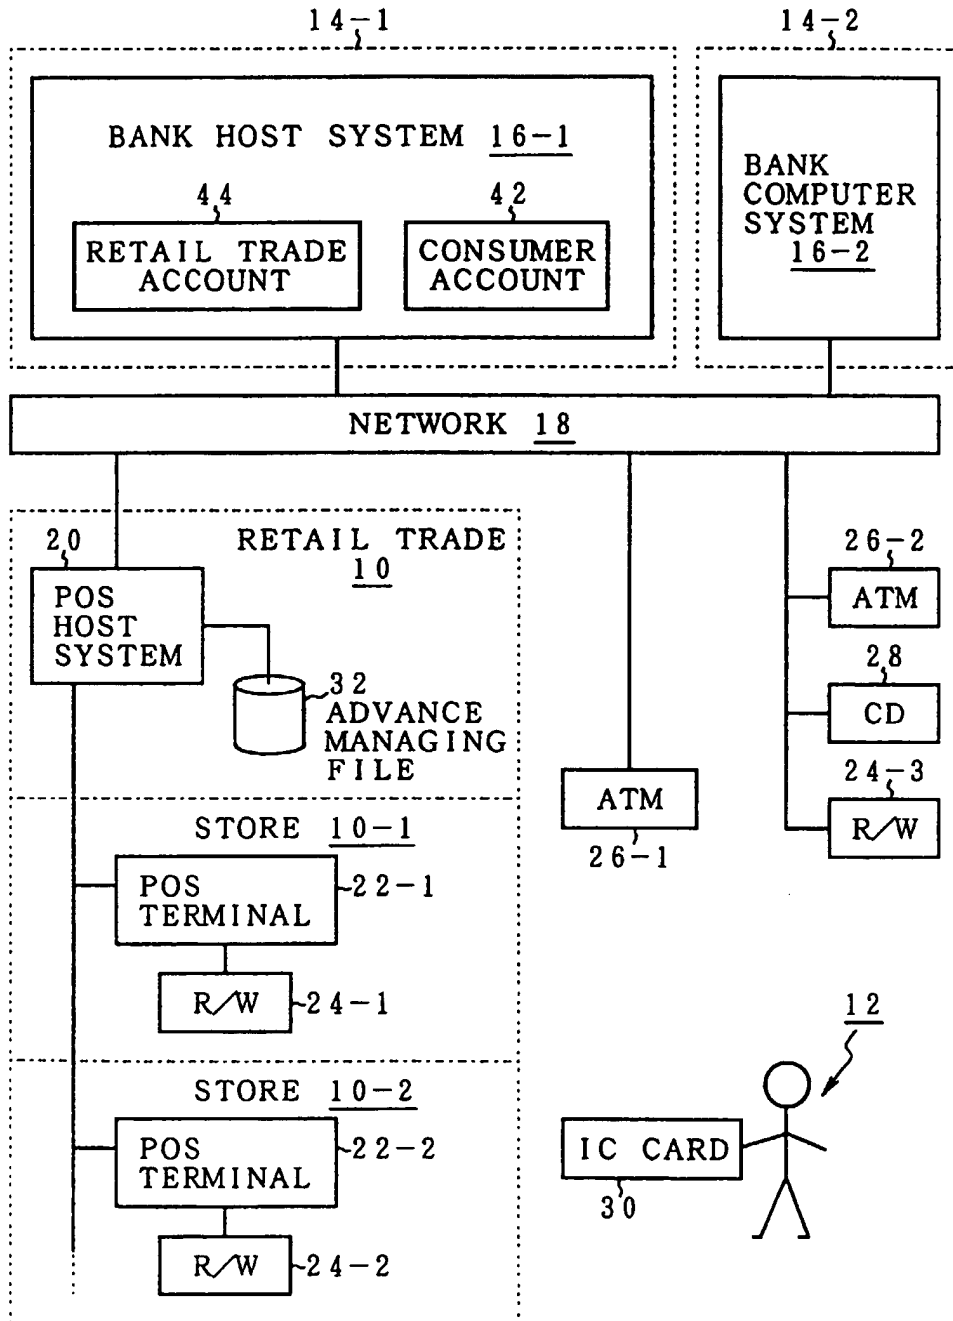 14-1
14-2
BANK HOST SYSTEM 16-1
44
42
RETAIL TRADE
ACCOUNT
CONSUMER
ACCOUNT
BANK
COMPUTER
SYSTEM
16-2
NETWORK 18
20
RETAIL TRADE
10
POS
HOST
SYSTEM
32
ADVANCE
MANAGING
FILE
26-2
ATM
28
CD
24-3
R/W
ATM
26-1
STORE 10-1
POS
TERMINAL
22-1
R/W
24-1
STORE 10-2
POS
TERMINAL
22-2
R/W
24-2
12
IC CARD
30